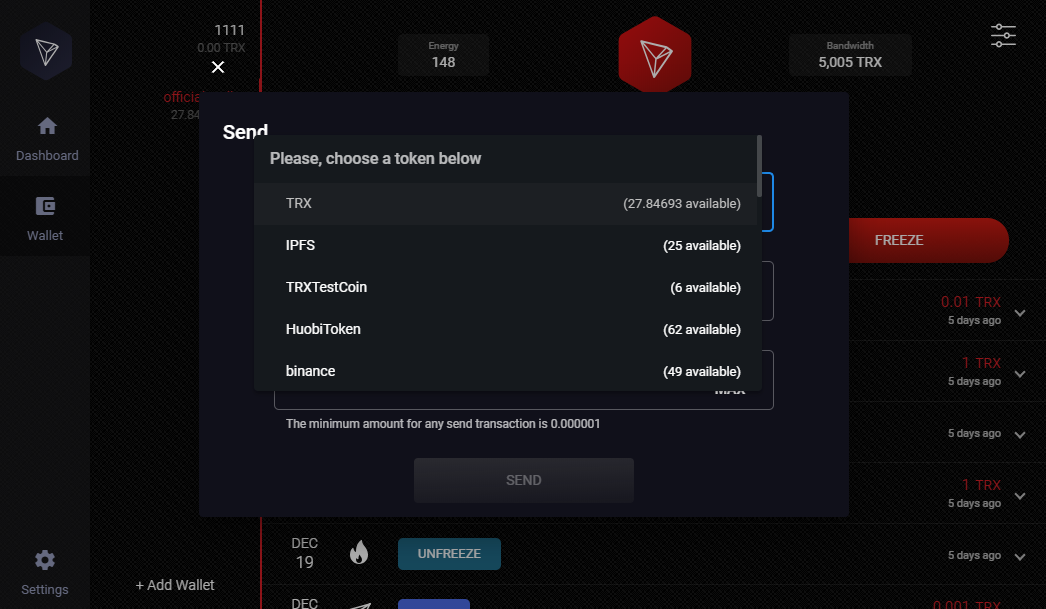 1111
0.00 TRX
Energy
148
Bandwidth
5,005 TRX
27.84
Dashboard
Wallet
Settings
+ Add Wallet
Send
Please, choose a token below
TRX (27.84693 available)
IPFS (25 available)
TRXTestCoin (6 available)
HuobiToken (62 available)
binance (49 available)
MAX
The minimum amount for any send transaction is 0.000001
SEND
FREEZE
0.01 TRX
5 days ago
1 TRX
5 days ago
5 days ago
1 TRX
5 days ago
DEC
19
UNFREEZE
5 days ago
DEC
0.001 TRX